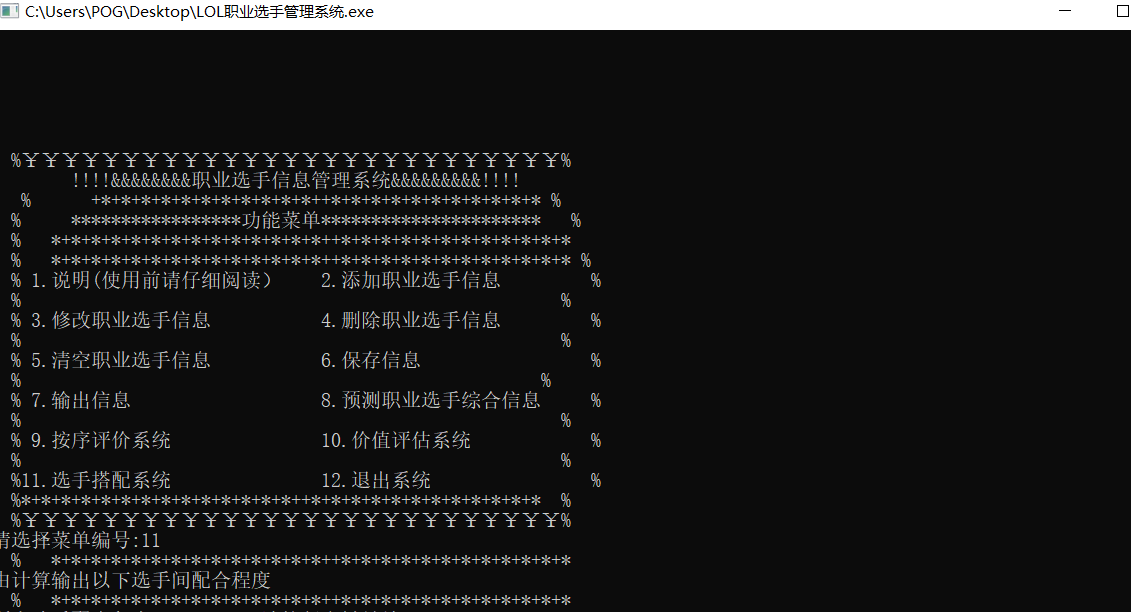 C:\Users\POG\Desktop\LOL职业选手管理系统.exe
%￥￥￥￥￥￥￥￥￥￥￥￥￥￥￥￥￥￥￥￥￥￥￥￥￥￥￥%
!!!!&&&&&&&&职业选手信息管理系统&&&&&&&&&!!!!
% +*+*+*+*+*+*+*+*+*+*++*+*+*+*+*+*+*+*+*+*+*+* %
% *****************功能菜单********************** %
% *+*+*+*+*+*+*+*+*+*+*+*+*+*++*+*+*+*+*+*+*+*+*+*+*+*
% *+*+*+*+*+*+*+*+*+*+*+*+*+*++*+*+*+*+*+*+*+*+*+*+*+* %
% 1.说明(使用前请仔细阅读） 2.添加职业选手信息 %
% %
% 3.修改职业选手信息 4.删除职业选手信息 %
% %
% 5.清空职业选手信息 6.保存信息 %
% %
% 7.输出信息 8.预测职业选手综合信息 %
% %
% 9.按序评价系统 10.价值评估系统 %
% %
%11.选手搭配系统 12.退出系统 %
%*+*+*+*+*+*+*+*+*+*+*+*+*+*++*+*+*+*+*+*+*+*+*+*+*+* %
%￥￥￥￥￥￥￥￥￥￥￥￥￥￥￥￥￥￥￥￥￥￥￥￥￥￥￥%
请选择菜单编号:11
% *+*+*+*+*+*+*+*+*+*+*+*+*+*++*+*+*+*+*+*+*+*+*+*+*+*
由计算输出以下选手间配合程度
% *+*+*+*+*+*+*+*+*+*+*+*+*+*++*+*+*+*+*+*+*+*+*+*+*+*